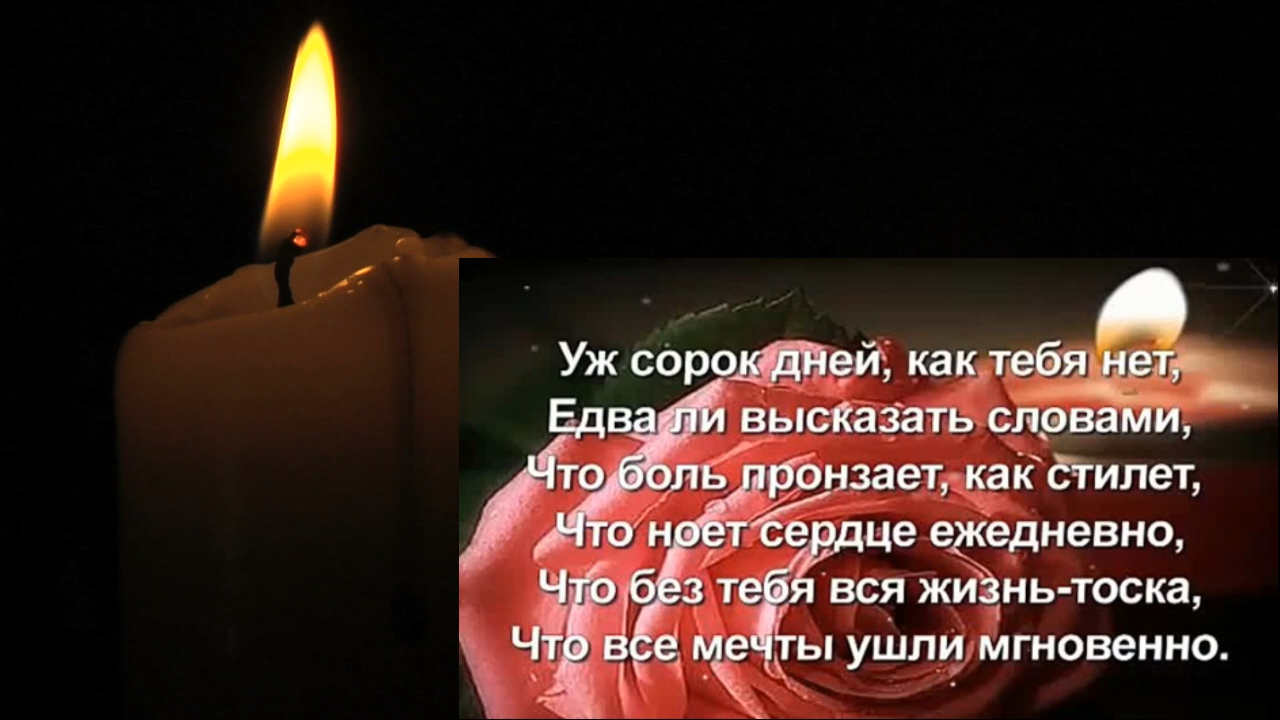 Уж сорок дней, как тебя нет,
Едва ли высказать словами,
Что боль пронзает, как стилет,
Что ноет сердце ежедневно,
Что без тебя вся жизнь-тоска,
Что все мечты ушли мгновенно.